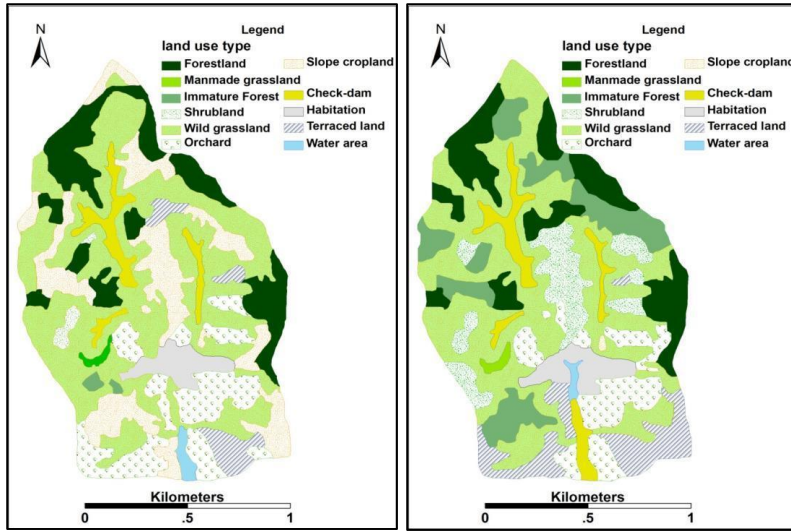 N
Legend
land use type
Forestland
Slope cropland
Manmade grassland
Immature Forest
Check-dam
Shrubland
Habitation
Wild grassland
Terraced land
Orchard
Water area
Kilometers
0 .5 1
N
Legend
land use type
Forestland
Slope cropland
Manmade grassland
Immature Forest
Check-dam
Shrubland
Habitation
Wild grassland
Terraced land
Orchard
Water area
Kilometers
0 .5 1